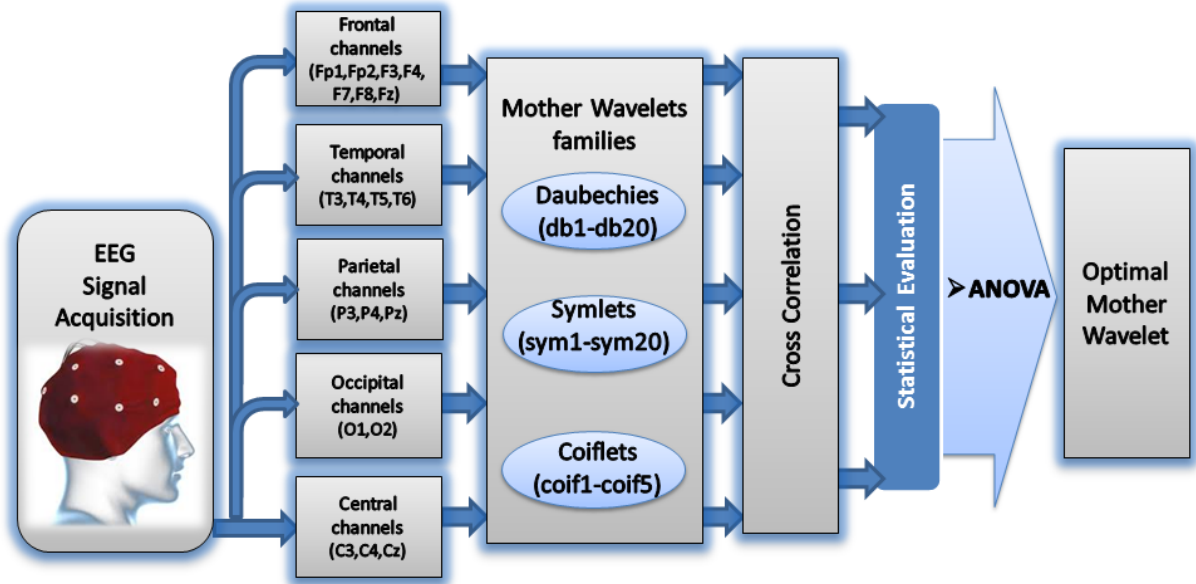 EEG
Signal
Acquisition
Frontal
channels
(Fp1,Fp2,F3,F4,
F7,F8,Fz)
Temporal
channels
(T3,T4,T5,T6)
Parietal
channels
(P3,P4,Pz)
Occipital
channels
(O1,O2)
Central
channels
(C3,C4,Cz)
Mother Wavelets
families
Daubechies
(db1-db20)
Symlets
(sym1-sym20)
Coiflets
(coif1-coif5)
Cross Correlation
Statistical Evaluation
➢ANOVA
Optimal
Mother
Wavelet